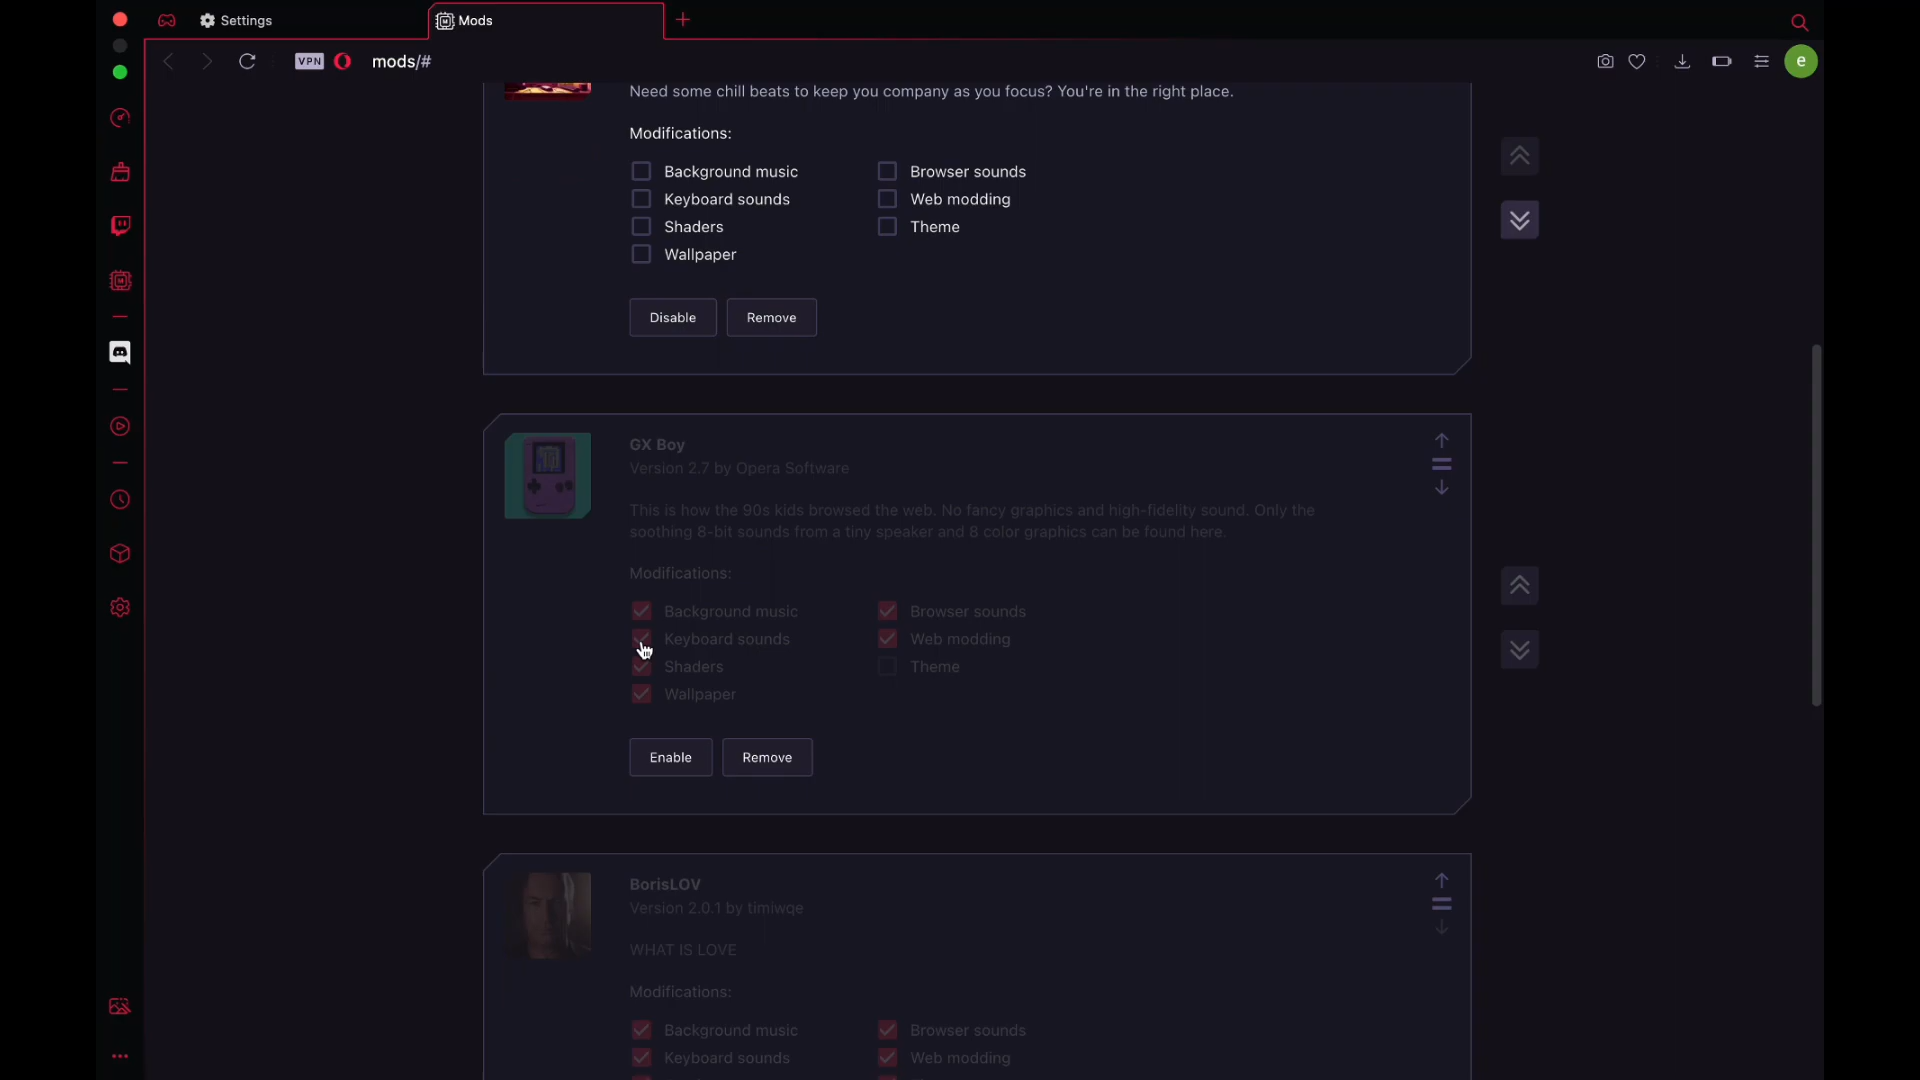 Settings
Mods
VPN
mods/#
e
Need some chill beats to keep you company as you focus? You're in the right place.
Modifications:
Background music
Browser sounds
Keyboard sounds
Web modding
Shaders
Theme
Wallpaper
Disable
Remove
GX Boy
Version 2.7 by Opera Software
This is how the 90s kids browsed the web. No fancy graphics and high-fidelity sound. Only the
soothing 8-bit sounds from a tiny speaker and 8 color graphics can be found here.
Modifications:
Background music
Browser sounds
Keyboard sounds
Web modding
Shaders
Theme
Wallpaper
Enable
Remove
BorisLOV
Version 2.0.1 by timiwqe
WHAT IS LOVE
Modifications:
Background music
Browser sounds
Keyboard sounds
Web modding